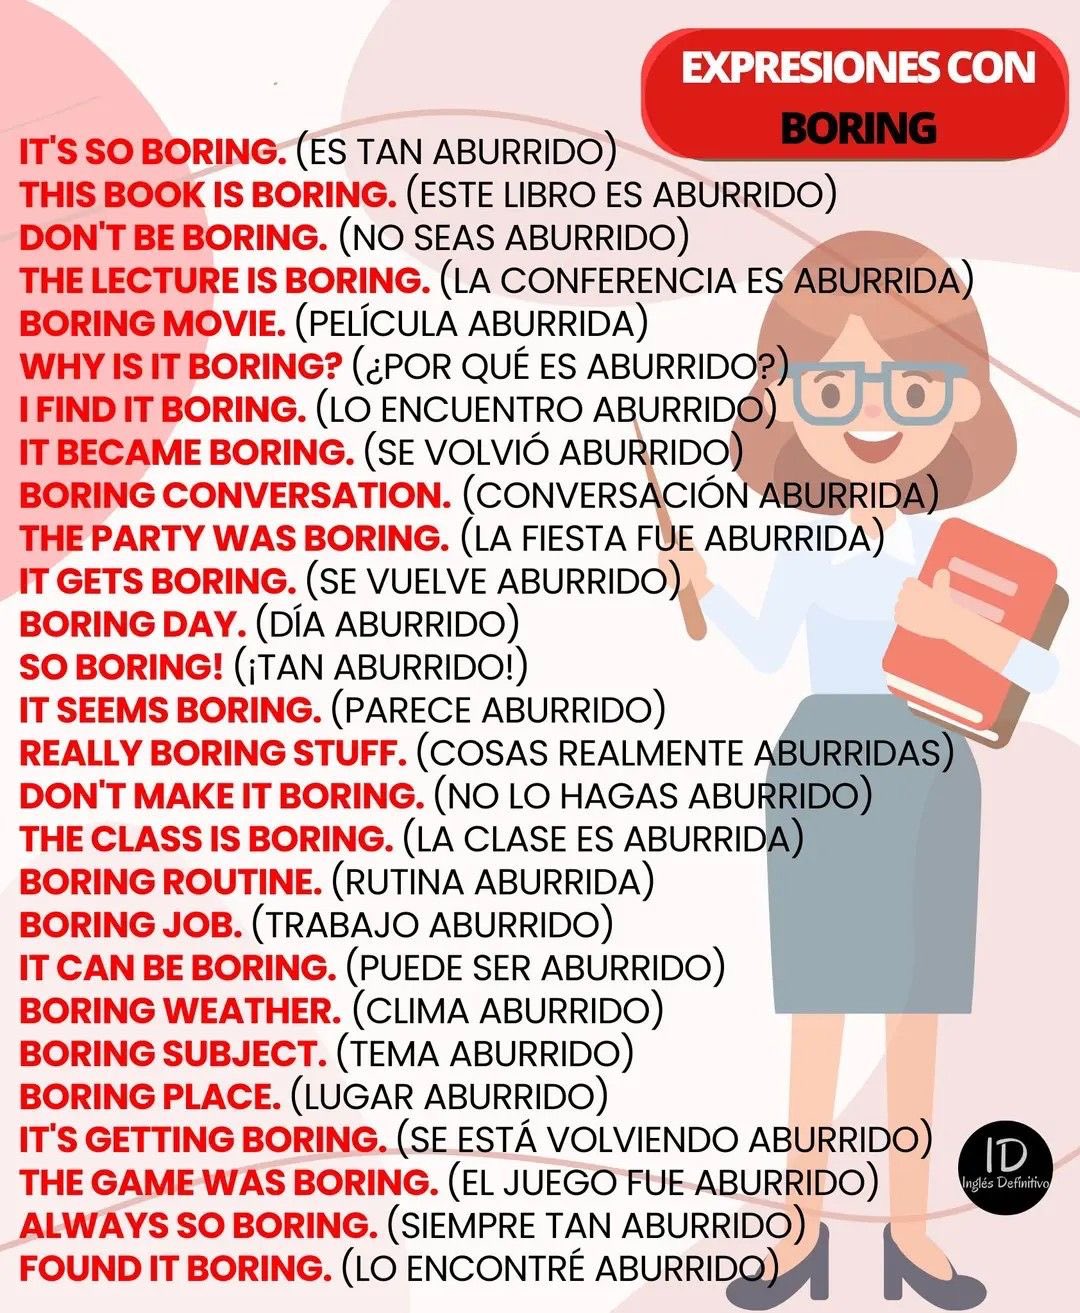 EXPRESIONES CON
BORING
IT'S SO BORING. (ES TAN ABURRIDO)
THIS BOOK IS BORING. (ESTE LIBRO ES ABURRIDO)
DON'T BE BORING. (NO SEAS ABURRIDO)
THE LECTURE IS BORING. (LA CONFERENCIA ES ABURRIDA)
BORING MOVIE. (PELÍCULA ABURRIDA)
WHY IS IT BORING? (¿POR QUÉ ES ABURRIDO?)
I FIND IT BORING. (LO ENCUENTRO ABURRIDO)
IT BECAME BORING. (SE VOLVIÓ ABURRIDO)
BORING CONVERSATION. (CONVERSACIÓN ABURRIDA)
THE PARTY WAS BORING. (LA FIESTA FUE ABURRIDA)
IT GETS BORING. (SE VUELVE ABURRIDO)
BORING DAY. (DÍA ABURRIDO)
SO BORING! (¡TAN ABURRIDO!)
IT SEEMS BORING. (PARECE ABURRIDO)
REALLY BORING STUFF. (COSAS REALMENTE ABURRIDAS)
DON'T MAKE IT BORING. (NO LO HAGAS ABURRIDO)
THE CLASS IS BORING. (LA CLASE ES ABURRIDA)
BORING ROUTINE. (RUTINA ABURRIDA)
BORING JOB. (TRABAJO ABURRIDO)
IT CAN BE BORING. (PUEDE SER ABURRIDO)
BORING WEATHER. (CLIMA ABURRIDO)
BORING SUBJECT. (TEMA ABURRIDO)
BORING PLACE. (LUGAR ABURRIDO)
IT'S GETTING BORING. (SE ESTÁ VOLVIENDO ABURRIDO)
THE GAME WAS BORING. (EL JUEGO FUE ABURRIDO)
ALWAYS SO BORING. (SIEMPRE TAN ABURRIDO)
FOUND IT BORING. (LO ENCONTRÉ ABURRIDO)
ID
Inglés Definitivo